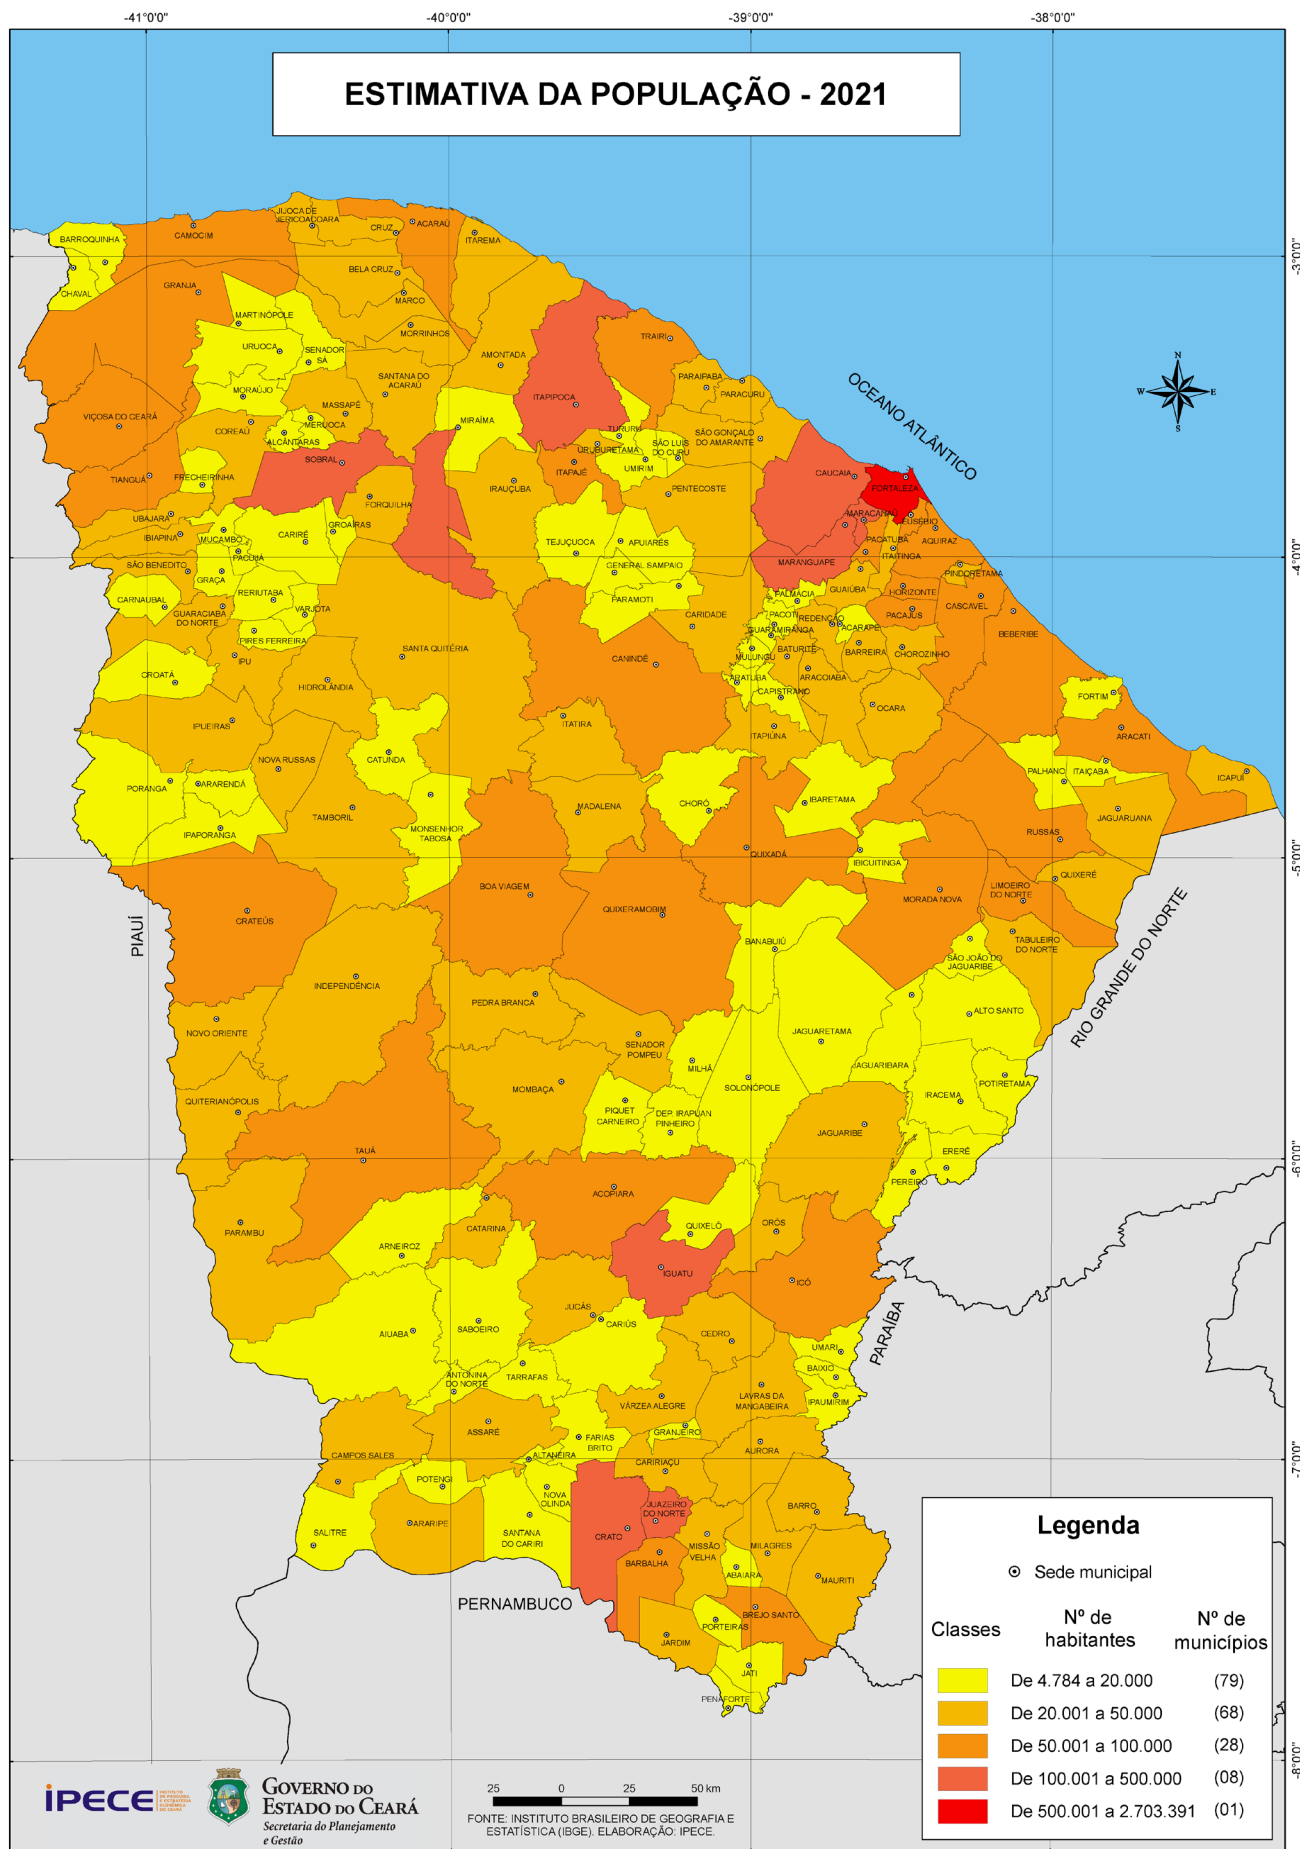 -41°0'0"
-40°0'0"
-39°0'0"
-38°0'0"
ESTIMATIVA DA POPULAÇÃO - 2021
JIJOCA DE
JERICOACOARA
CRUZ
ACARAÚ
ITAREMA
BARROQUINHA
CAMOCIM
-3°0'0"
CHAVAL
BELA CRUZ
GRANJA
MARCO
MARTINÓPOLE
MORRINHOS
TRAIRI
URUOCA
SENADOR
SÁ
AMONTADA
SANTANA DO
ACARAÚ
PARAIPABA
PARACURU
OCEANO ATLÂNTICO
N
W
E
S
MORAÚJO
ITAPIPOCA
MASSAPÊ
VIÇOSA DO CEARÁ
MERUOCA
MIRAÍMA
COREAÚ
TURURU
SÃO GONÇALO
DO AMARANTE
ALCÂNTARAS
URUBURETAMA
SÃO LUIS
DO CURU
SOBRAL
ITAPAJÉ
UMIRIM
CAUCAIA
TIANGUÁ
FRECHEIRINHA
IRAUÇUBA
PENTECOSTE
FORTALEZA
FORQUILHA
UBAJARA
MARACANAÚ
EUSÉBIO
IBIAPINA
MUCAMBO
CARIRÉ
GROAÍRAS
TEJUÇUOCA
APUIARÉS
PACATUBA
AQUIRAZ
PACUJÁ
ITAITINGA
-4°0'0"
SÃO BENEDITO
GENERAL SAMPAIO
MARANGUAPE
PINDORETAMA
GRAÇA
GUAIÚBA
HORIZONTE
CARNAUBAL
RERIUTABA
PARAMOTI
PALMÁCIA
CASCAVEL
GUARACIABA
DO NORTE
VARJOTA
CARIDADE
PACOTI
REDENÇÃO
PACAJUS
GUARAMIRANGA
ACARAPE
BEBERIBE
PIRES FERREIRA
IPU
SANTA QUITÉRIA
CANINDÉ
MULUNGU
BATURITÉ
BARREIRA
CHOROZINHO
CROATÁ
ARATUBA
ARACOIABA
HIDROLÂNDIA
CAPISTRANO
FORTIM
OCARA
IPUEIRAS
ITATIRA
ITAPIÚNA
ARACATI
NOVA RUSSAS
CATUNDA
PORANGA
ARARENDÁ
PALHANO
ITAIÇABA
ICAPUÍ
CHORÓ
IBARETAMA
TAMBORIL
MADALENA
JAGUARUANA
IPAPORANGA
MONSENHOR
TABOSA
RUSSAS
QUIXADÁ
IBICUITINGA
-5°0'0"
QUIXERÉ
BOA VIAGEM
LIMOEIRO
DO NORTE
MORADA NOVA
CRATEÚS
QUIXERAMOBIM
PIAUÍ
RIO GRANDE DO NORTE
BANABUIÚ
TABULEIRO
DO NORTE
SÃO JOÃO DO
JAGUARIBE
INDEPENDÊNCIA
PEDRA BRANCA
ALTO SANTO
NOVO ORIENTE
JAGUARETAMA
SENADOR
POMPEU
MILHÃ
JAGUARIBARA
MOMBAÇA
SOLONÓPOLE
POTIRETAMA
QUITERIANÓPOLIS
PIQUET
CARNEIRO
DEP. IRAPUAN
PINHEIRO
IRACEMA
JAGUARIBE
TAUÁ
ERERÊ
-6°0'0"
PEREIRO
ACOPIARA
PARAMBU
CATARINA
QUIXELÔ
ORÓS
ARNEIROZ
IGUATU
ICÓ
JUCÁS
CARIÚS
AIUABA
SABOEIRO
CEDRO
PARAÍBA
UMARI
BAIXIO
ANTONINA
DO NORTE
TARRAFAS
LAVRAS DA
MANGABEIRA
IPAUMIRIM
VÁRZEA ALEGRE
ASSARÉ
FARIAS
BRITO
GRANJEIRO
AURORA
CAMPOS SALES
ALTANEIRA
CARIRIAÇU
-7°0'0"
POTENGI
NOVA
OLINDA
JUAZEIRO
DO NORTE
BARRO
ARARIPE
SALITRE
SANTANA
DO CARIRI
CRATO
MISSÃO
VELHA
MILAGRES
BARBALHA
ABAIARA
MAURITI
PERNAMBUCO
BREJO SANTO
PORTEIRAS
JARDIM
JATI
PENAFORTE
Legenda
Sede municipal
Classes
Nº de
habitantes
Nº de
municípios
De 4.784 a 20.000 (79)
De 20.001 a 50.000 (68)
De 50.001 a 100.000 (28)
De 100.001 a 500.000 (08)
De 500.001 a 2.703.391 (01)
-8°0'0"
iPECE
INSTITUTO
DE PESQUISA
E ESTRATÉGIA
ECONÔMICA
DO CEARÁ
GOVERNO DO
ESTADO DO CEARÁ
Secretaria do Planejamento
e Gestão
25 0 25 50 km
FONTE: INSTITUTO BRASILEIRO DE GEOGRAFIA E
ESTATÍSTICA (IBGE). ELABORAÇÃO: IPECE.